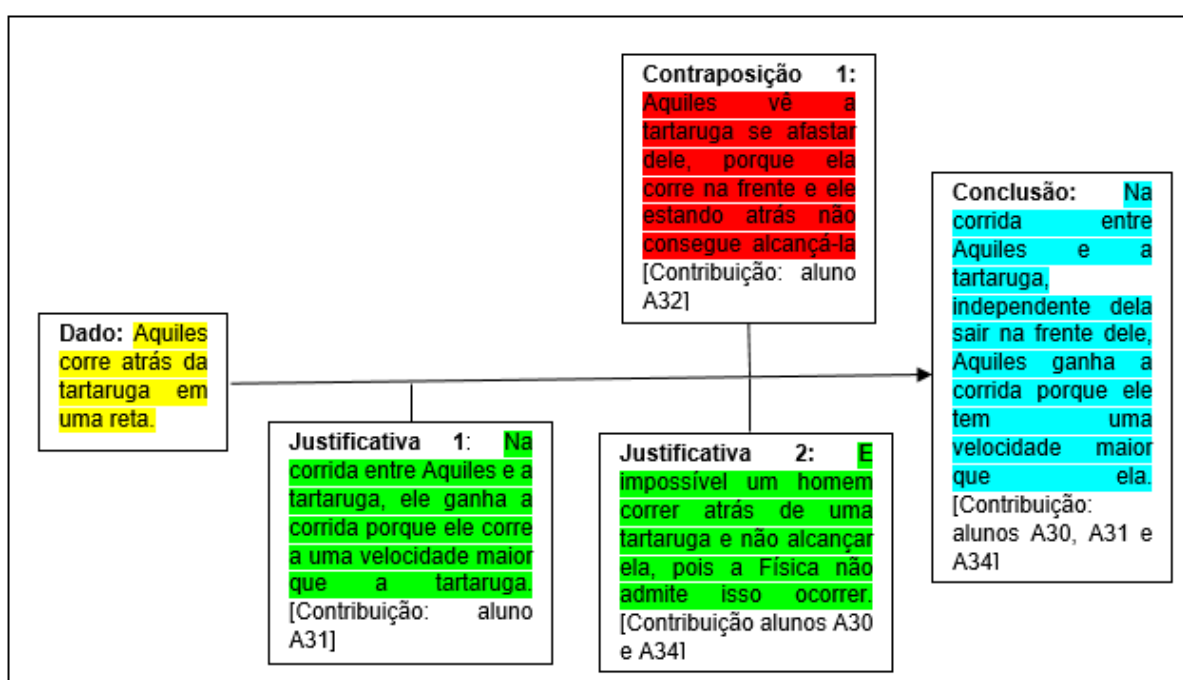 Contraposição 1:
Aquiles vê a
tartaruga se afastar
dele, porque ela
corre na frente e ele
estando atrás não
consegue alcançá-la
[Contribuição: aluno
A32]
Conclusão: Na
corrida entre
Aquiles e a
tartaruga,
independente dela
sair na frente dele,
Aquiles ganha a
corrida porque ele
tem uma
velocidade maior
que ela.
[Contribuição:
alunos A30, A31 e
A34]
Dado: Aquiles
corre atrás da
tartaruga em
uma reta.
Justificativa 1: Na
corrida entre Aquiles e a
tartaruga, ele ganha a
corrida porque ele corre
a uma velocidade maior
que a tartaruga.
[Contribuição: aluno
A31]
Justificativa 2: E
impossível um homem
correr atrás de uma
tartaruga e não alcançar
ela, pois a Física não
admite isso ocorrer.
[Contribuição alunos A30
e A34]